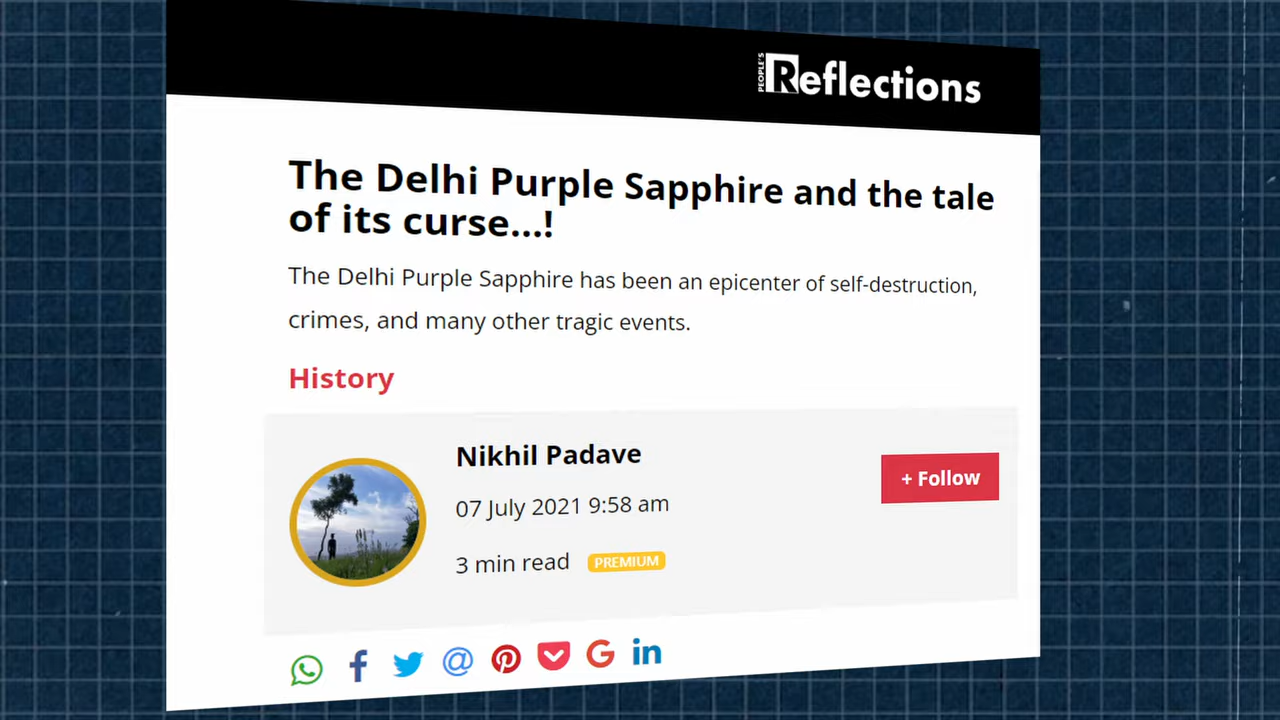 PEOPLE'S
Reflections
The Delhi Purple Sapphire and the tale
of its curse...!
The Delhi Purple Sapphire has been an epicenter of self-destruction,
crimes, and many other tragic events.
History
Nikhil Padave
+ Follow
07 July 2021 9:58 am
3 min read PREMIUM